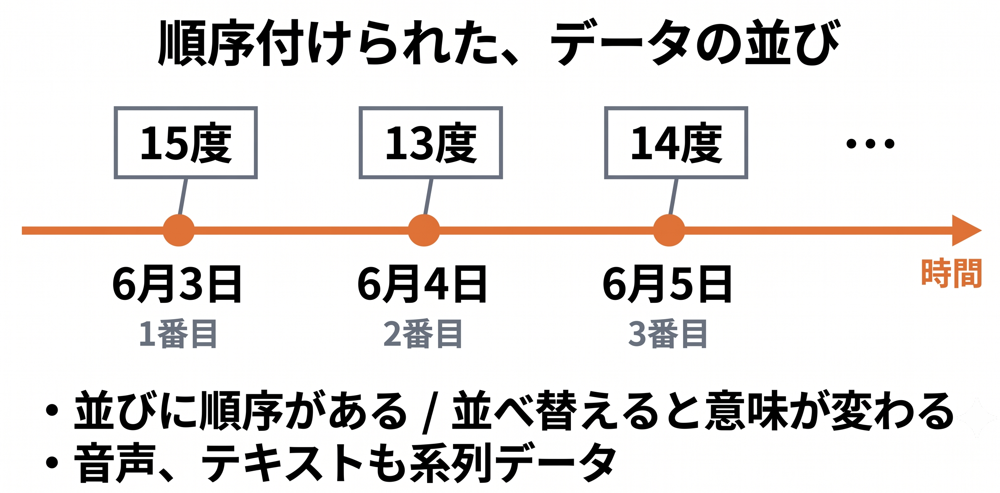 順序付けられた、データの並び
15度 13度 14度 ･･･
時間
6月3日 6月4日 6月5日
1番目 2番目 3番目
・並びに順序がある / 並べ替えると意味が変わる
・音声、テキストも系列データ